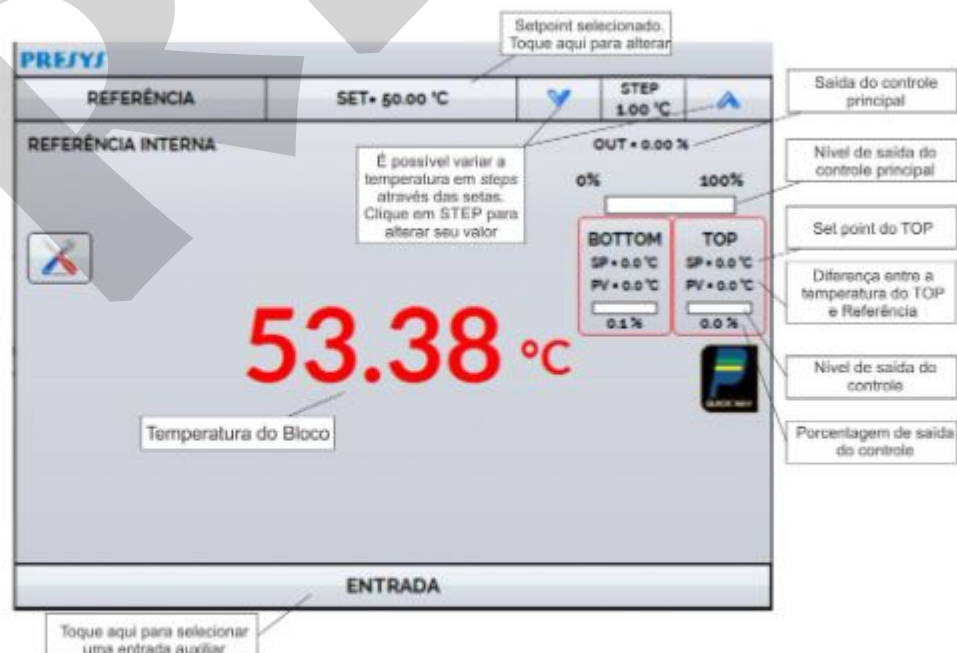 Setpoint selecionado.
Toque aqui para alterar
PRESYS
REFERÊNCIA
SET= 50.00 °C
STEP
1.00 °C
Saída do controle
principal
REFERÊNCIA INTERNA
OUT = 0.00 %
É possível variar a
temperatura em steps
através das setas.
Clique em STEP para
alterar seu valor
0%
100%
Nível de saída do
controle principal
BOTTOM
SP = 0.0 °C
PV = 0.0 °C
0.1 %
TOP
SP = 0.0 °C
PV = 0.0 °C
0.0 %
Set point do TOP
Diferença entre a
temperatura do TOP
e Referência
53.38 °C
Nível de saída do
controle
Temperatura do Bloco
Porcentagem de saída
do controle
ENTRADA
Toque aqui para selecionar
uma entrada auxiliar